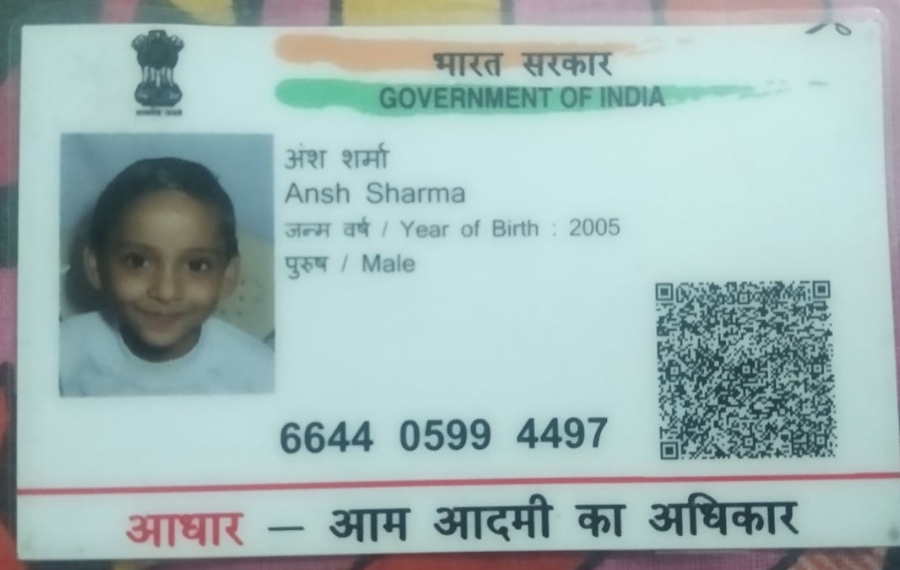 भारत सरकार
GOVERNMENT OF INDIA
अंश शर्मा
Ansh Sharma
जन्म वर्ष / Year of Birth : 2005
पुरुष / Male
6644 0599 4497
आधार – आम आदमी का अधिकार